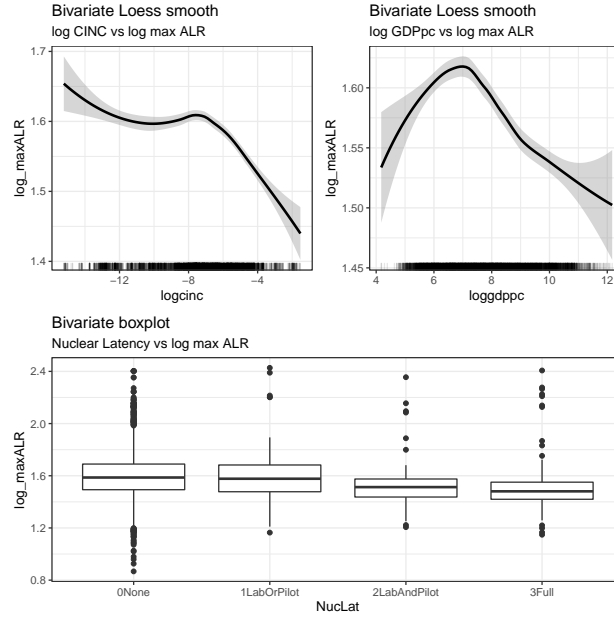 Bivariate Loess smooth
log CINC vs log max ALR
1.7
1.6
1.5
1.4
log_maxALR
−12
−8
−4
logcinc
Bivariate Loess smooth
log GDPpc vs log max ALR
1.60
1.55
1.50
1.45
log_maxALR
4
6
8
10
12
loggdppc
Bivariate boxplot
Nuclear Latency vs log max ALR
2.4
2.0
1.6
1.2
0.8
log_maxALR
0None
1LabOrPilot
2LabAndPilot
3Full
NucLat